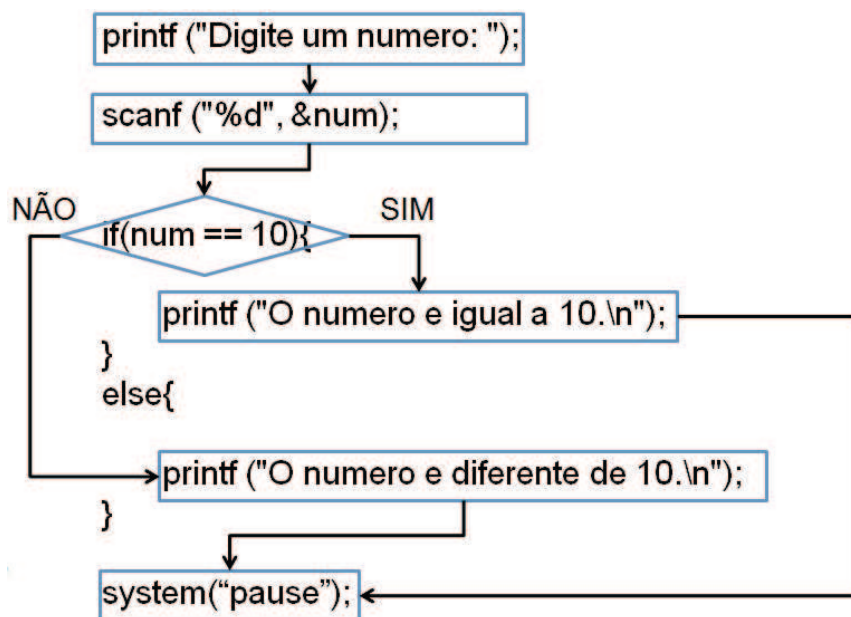 printf ("Digite um numero: ");
scanf ("%d", &num);
NÃO SIM
if(num == 10){
printf ("O numero e igual a 10.\n");
}
else{
printf ("O numero e diferente de 10.\n");
}
system(“pause”);